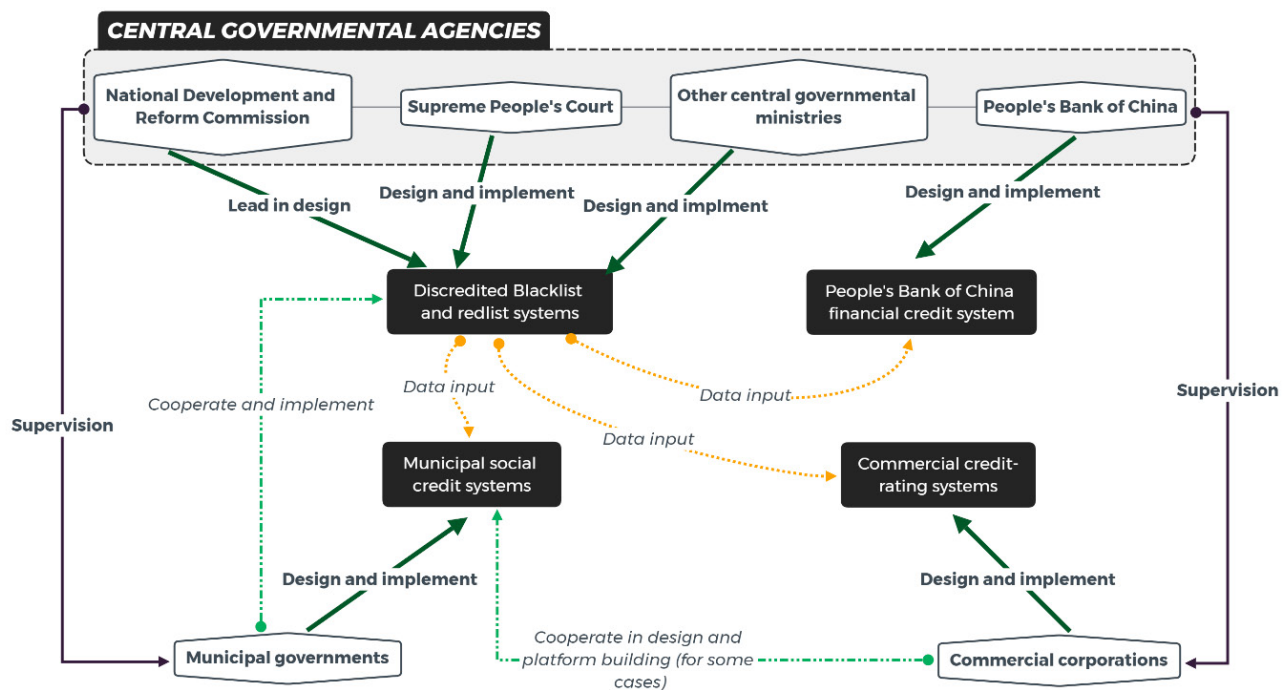 CENTRAL GOVERNMENTAL AGENCIES
National Development and
Reform Commission
Supreme People's Court
Other central governmental
ministries
People's Bank of China
Lead in design
Design and implement
Design and implment
Design and implement
Discredited Blacklist
and redlist systems
People's Bank of China
financial credit system
Data input
Data input
Data input
Cooperate and implement
Supervision
Supervision
Municipal social
credit systems
Commercial credit-
rating systems
Design and implement
Design and implement
Cooperate in design and
platform building (for some
cases)
Municipal governments
Commercial corporations